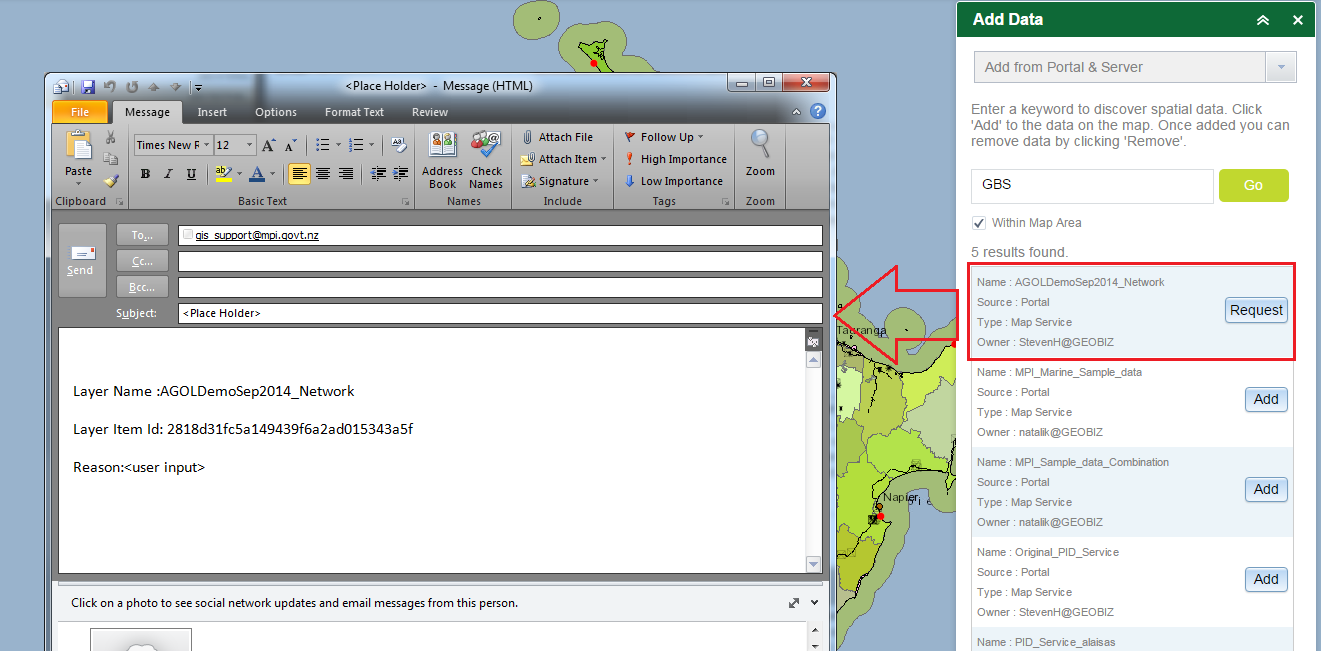 <Place Holder> - Message (HTML)
File Message Insert Options Format Text Review
Paste
Clipboard
Times New R 12
B I U
Basic Text
Address Book
Check Names
Names
Attach File
Attach Item
Signature
Include
Follow Up
High Importance
Low Importance
Tags
Zoom
Zoom
Send
To...
gis_support@mpi.govt.nz
Cc...
Bcc...
Subject:
<Place Holder>
Layer Name :AGOLDemoSep2014_Network
Layer Item Id: 2818d31fc5a149439f6a2ad015343a5f
Reason:<user input>
Click on a photo to see social network updates and email messages from this person.
Napier
Add Data
Add from Portal & Server
Enter a keyword to discover spatial data. Click
'Add' to the data on the map. Once added you can
remove data by clicking 'Remove'.
GBS
Go
Within Map Area
5 results found.
Name : AGOLDemoSep2014_Network
Source : Portal
Type : Map Service
Owner : StevenH@GEOBIZ
Request
Name : MPI_Marine_Sample_data
Source : Portal
Type : Map Service
Owner : natalik@GEOBIZ
Add
Name : MPI_Sample_data_Combination
Source : Portal
Type : Map Service
Owner : natalik@GEOBIZ
Add
Name : Original_PID_Service
Source : Portal
Type : Map Service
Owner : StevenH@GEOBIZ
Add
Name : PID_Service_alaisas